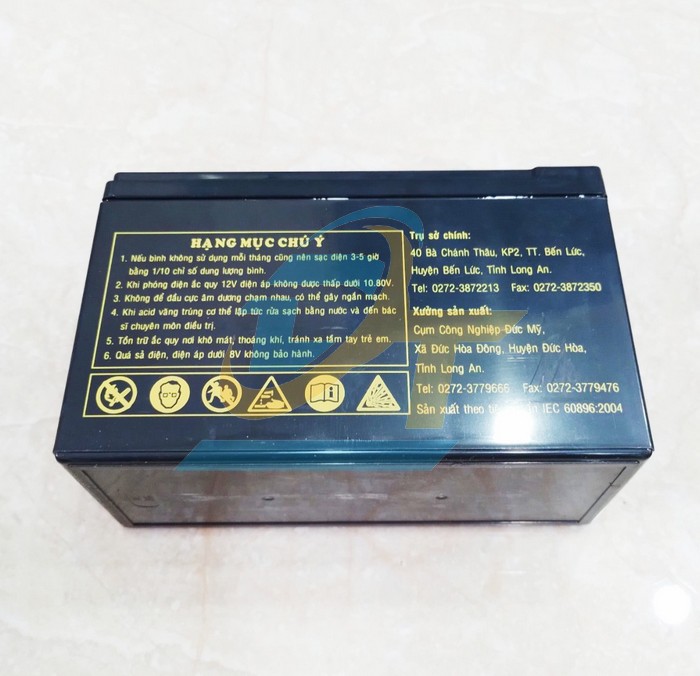 HẠNG MỤC CHÚ Ý
1. Nếu bình không sử dụng mỗi tháng cũng nên sạc điện 3-5 giờ
bằng 1/10 chỉ số dung lượng bình.
2. Khi phóng điện ắc quy 12V điện áp không được thấp dưới 10.80V.
3. Không để đầu cực âm dương chạm nhau, có thể gây ngắn mạch.
4. Khi acid văng trúng cơ thể lập tức rửa sạch bằng nước và đến bác
sĩ chuyên môn điều trị.
5. Tồn trữ ắc quy nơi khô mát, thoáng khí, tránh xa tầm tay trẻ em.
6. Quá sả điện, điện áp dưới 8V không bảo hành.
Trụ sở chính:
40 Bà Chánh Thâu, KP2, TT. Bến Lức,
Huyện Bến Lức, Tỉnh Long An.
Tel: 0272-3872213 Fax: 0272-3872350
Xưởng sản xuất:
Cụm Công Nghiệp Đức Mỹ,
Xã Đức Hòa Đông, Huyện Đức Hòa,
Tỉnh Long An.
Tel: 0272-3779666 Fax: 0272-3779476
Sản xuất theo IEC 60896:2004